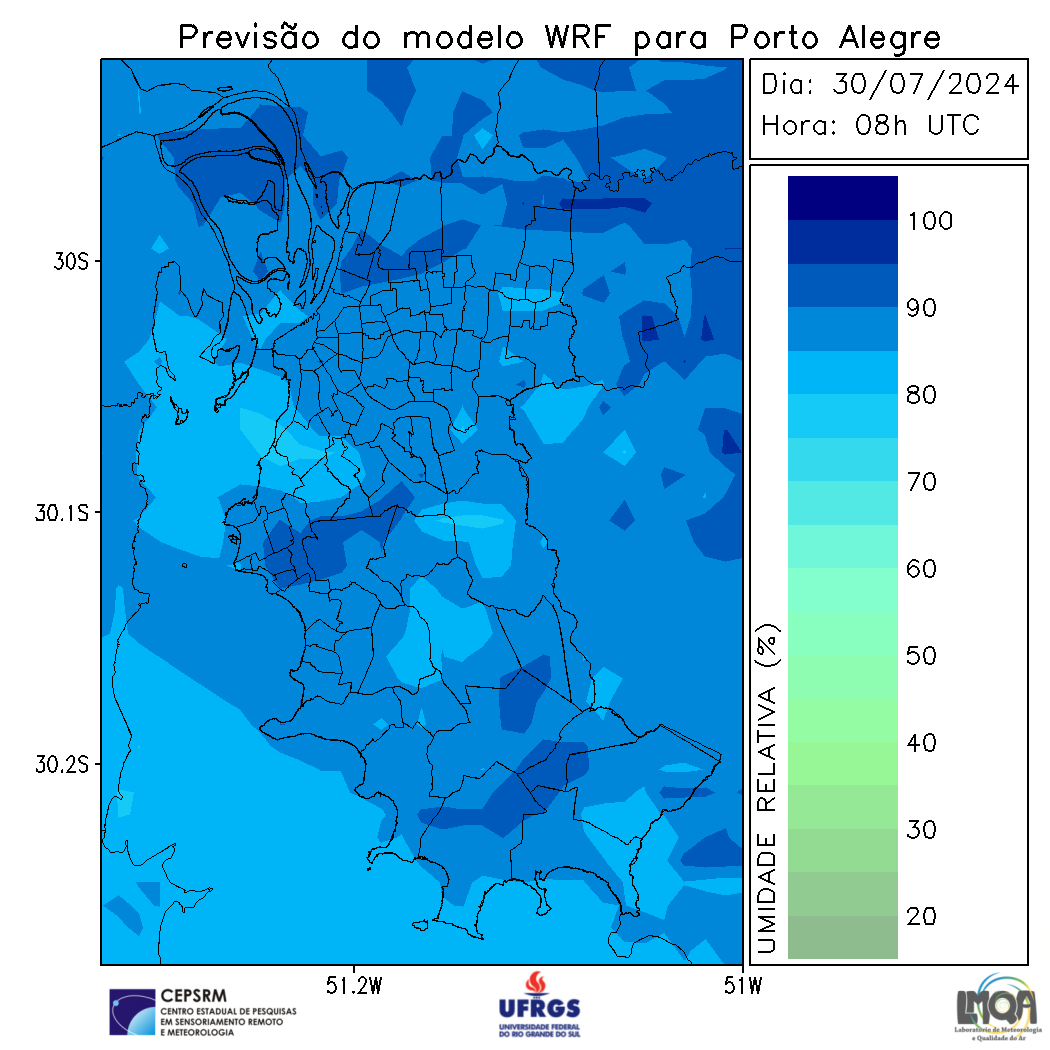 Previsão do modelo WRF para Porto Alegre
Dia: 30/07/2024
Hora: 08h UTC
30S
30.1S
30.2S
51.2W
51W
100
90
80
70
60
50
40
30
20
UMIDADE RELATIVA (%)
CEPSRM
CENTRO ESTADUAL DE PESQUISAS
EM SENSORIAMENTO REMOTO
E METEOROLOGIA
UFRGS
UNIVERSIDADE FEDERAL
DO RIO GRANDE DO SUL
LMQA
Laboratório de Meteorologia
e Qualidade do Ar